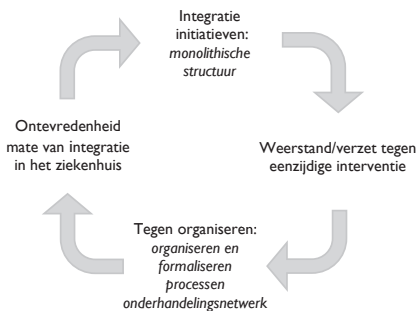 Integratie
initiatieven:
monolithische
structuur
Weerstand/verzet tegen
eenzijdige interventie
Tegen organiseren:
organiseren en
formaliseren
processen
onderhandelingsnetwerk
Ontevredenheid
mate van integratie
in het ziekenhuis